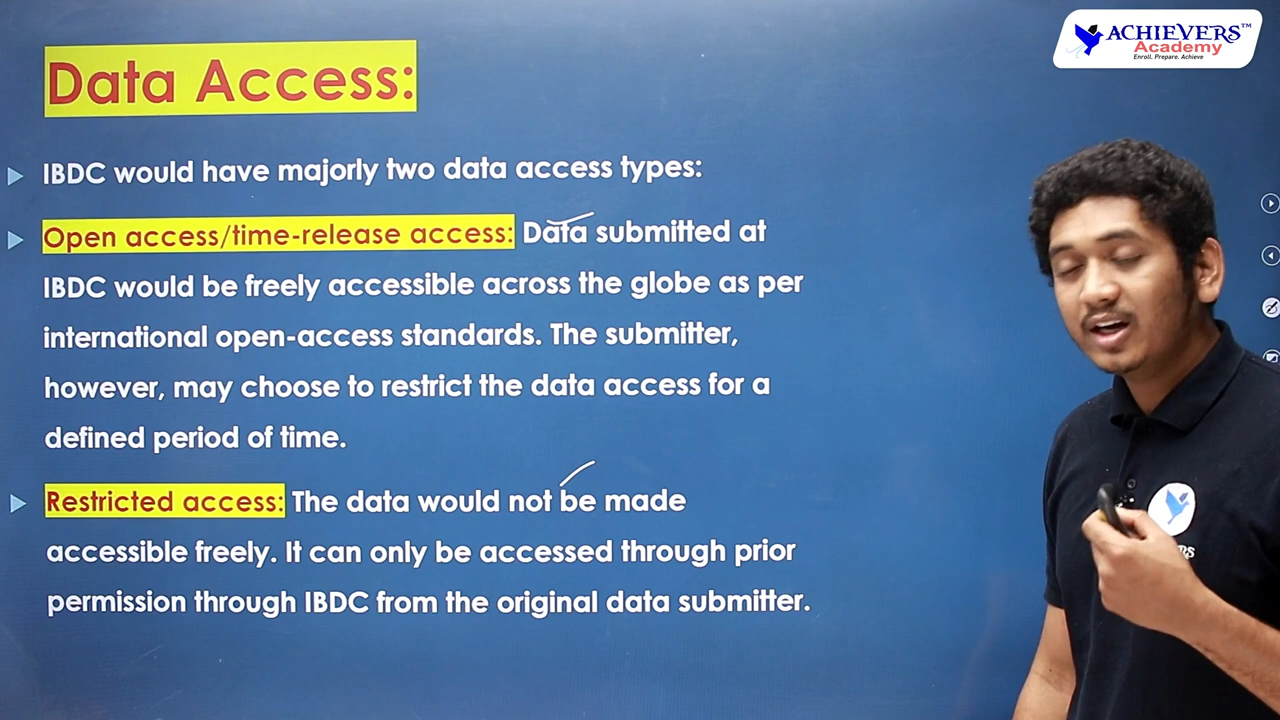 ACHIEVERS™
Academy
Enroll. Prepare. Achieve
Data Access:
IBDC would have majorly two data access types:
Open access/time-release access: Data submitted at
IBDC would be freely accessible across the globe as per
international open-access standards. The submitter,
however, may choose to restrict the data access for a
defined period of time.
Restricted access: The data would not be made
accessible freely. It can only be accessed through prior
permission through IBDC from the original data submitter.